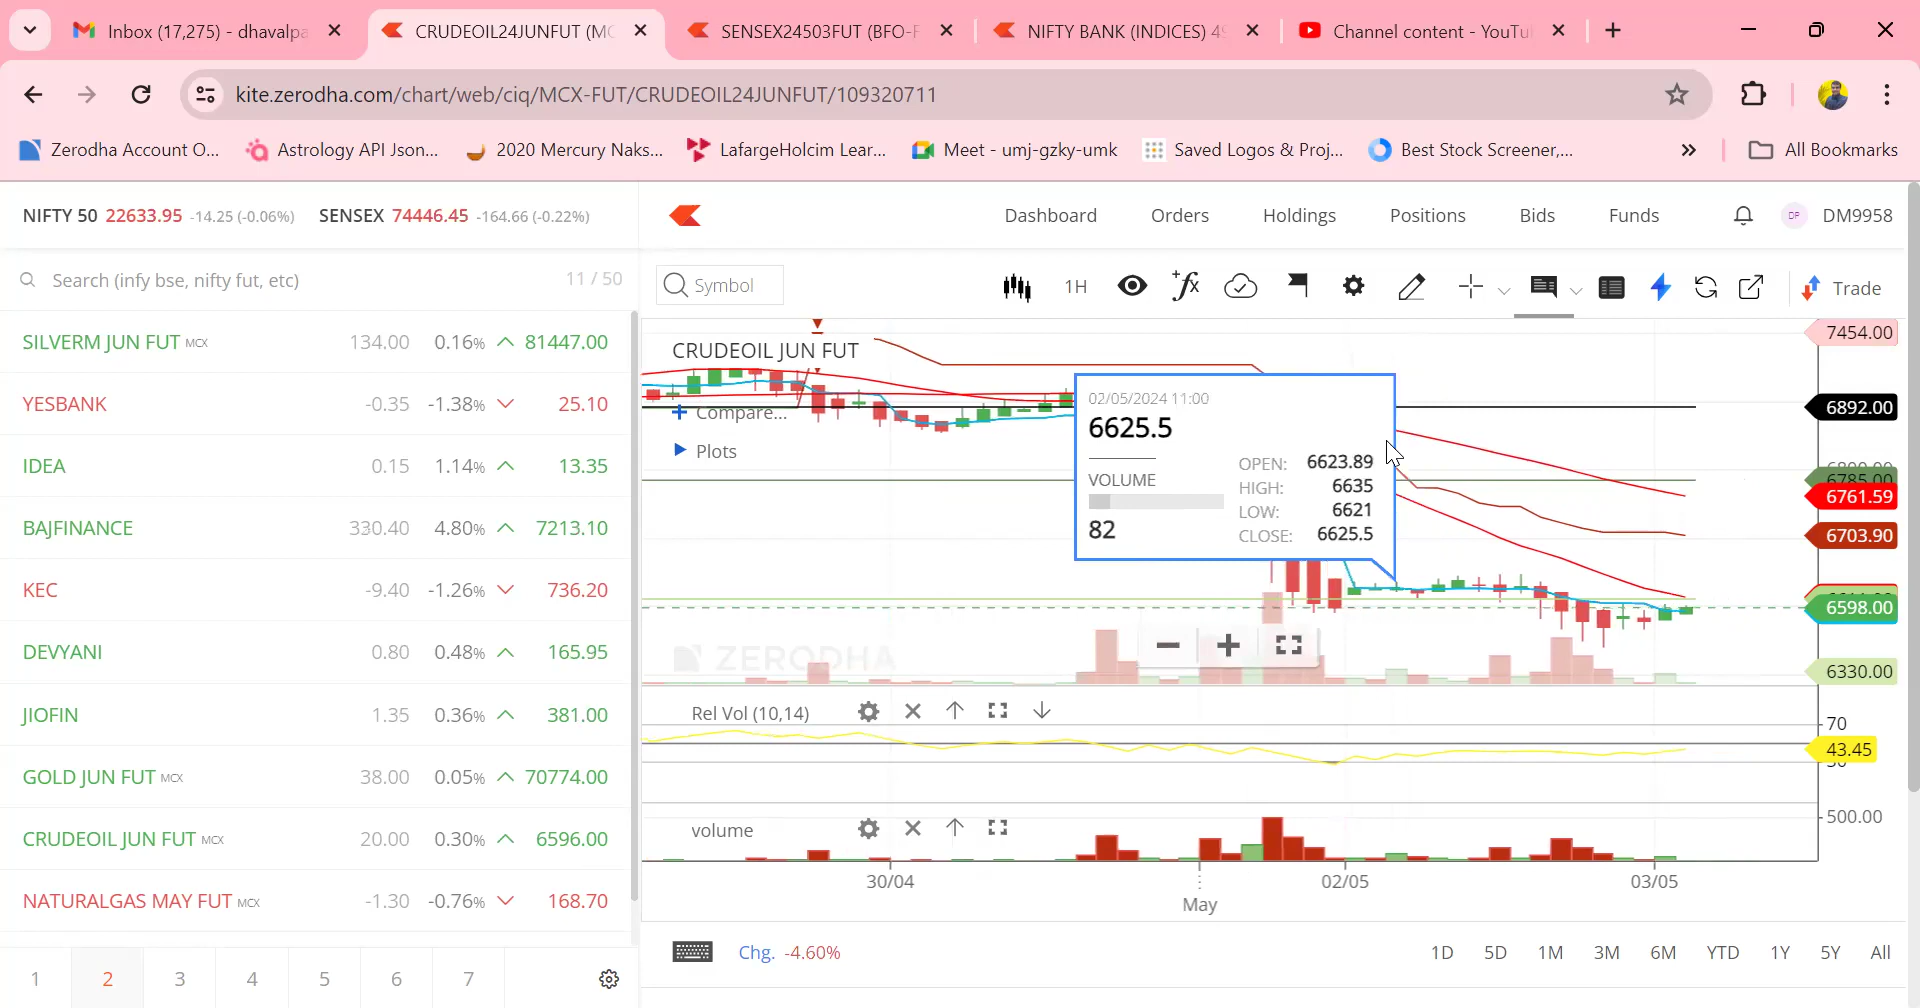 Inbox (17,275) - dhavalpa
CRUDEOIL24JUNFUT (MC
SENSEX24503FUT (BFO-F
NIFTY BANK (INDICES) 49
Channel content - YouTu
kite.zerodha.com/chart/web/ciq/MCX-FUT/CRUDEOIL24JUNFUT/109320711
Zerodha Account O...
Astrology API Json...
2020 Mercury Naks...
LafargeHolcim Lear...
Meet - umj-gzky-umk
Saved Logos & Proj...
Best Stock Screener,...
All Bookmarks
NIFTY 50 22633.95 -14.25 (-0.06%) SENSEX 74446.45 -164.66 (-0.22%)
Dashboard Orders Holdings Positions Bids Funds DP DM9958
Search (infy bse, nifty fut, etc) 11 / 50
SILVERM JUN FUT MCX 134.00 0.16% 81447.00
YESBANK -0.35 -1.38% 25.10
IDEA 0.15 1.14% 13.35
BAJFINANCE 330.40 4.80% 7213.10
KEC -9.40 -1.26% 736.20
DEVYANI 0.80 0.48% 165.95
JIOFIN 1.35 0.36% 381.00
GOLD JUN FUT MCX 38.00 0.05% 70774.00
CRUDEOIL JUN FUT MCX 20.00 0.30% 6596.00
NATURALGAS MAY FUT MCX -1.30 -0.76% 168.70
1 2 3 4 5 6 7
Symbol 1H Trade
CRUDEOIL JUN FUT
Compare...
Plots
02/05/2024 11:00
6625.5
VOLUME
82
OPEN: 6623.89
HIGH: 6635
LOW: 6621
CLOSE: 6625.5
7454.00
6892.00
6785.00
6761.59
6703.90
6598.00
6330.00
ZERODHA
Rel Vol (10,14)
70
43.45
volume
500.00
30/04 02/05 03/05
May
Chg. -4.60%
1D 5D 1M 3M 6M YTD 1Y 5Y All